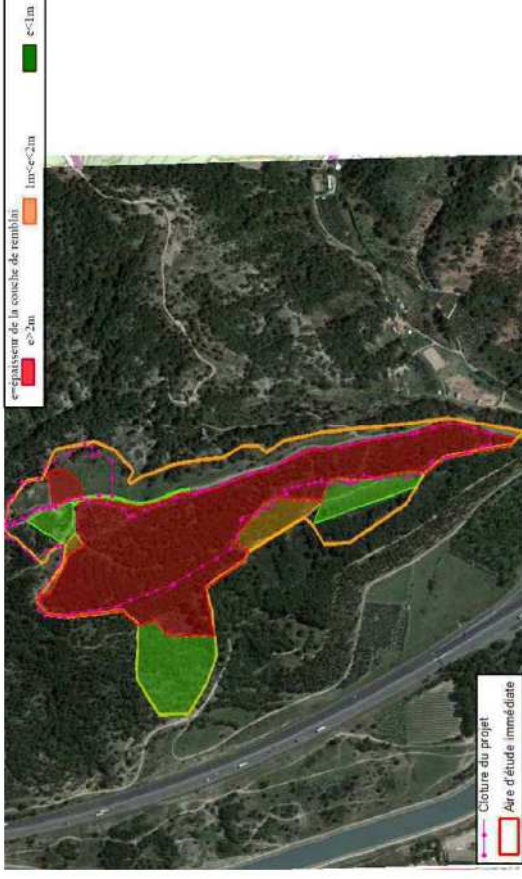 e=épaisseur de la couche de remblai
e>2m
1m<e<2m
e<1m
Cloture du projet
Aire d'étude immédiate